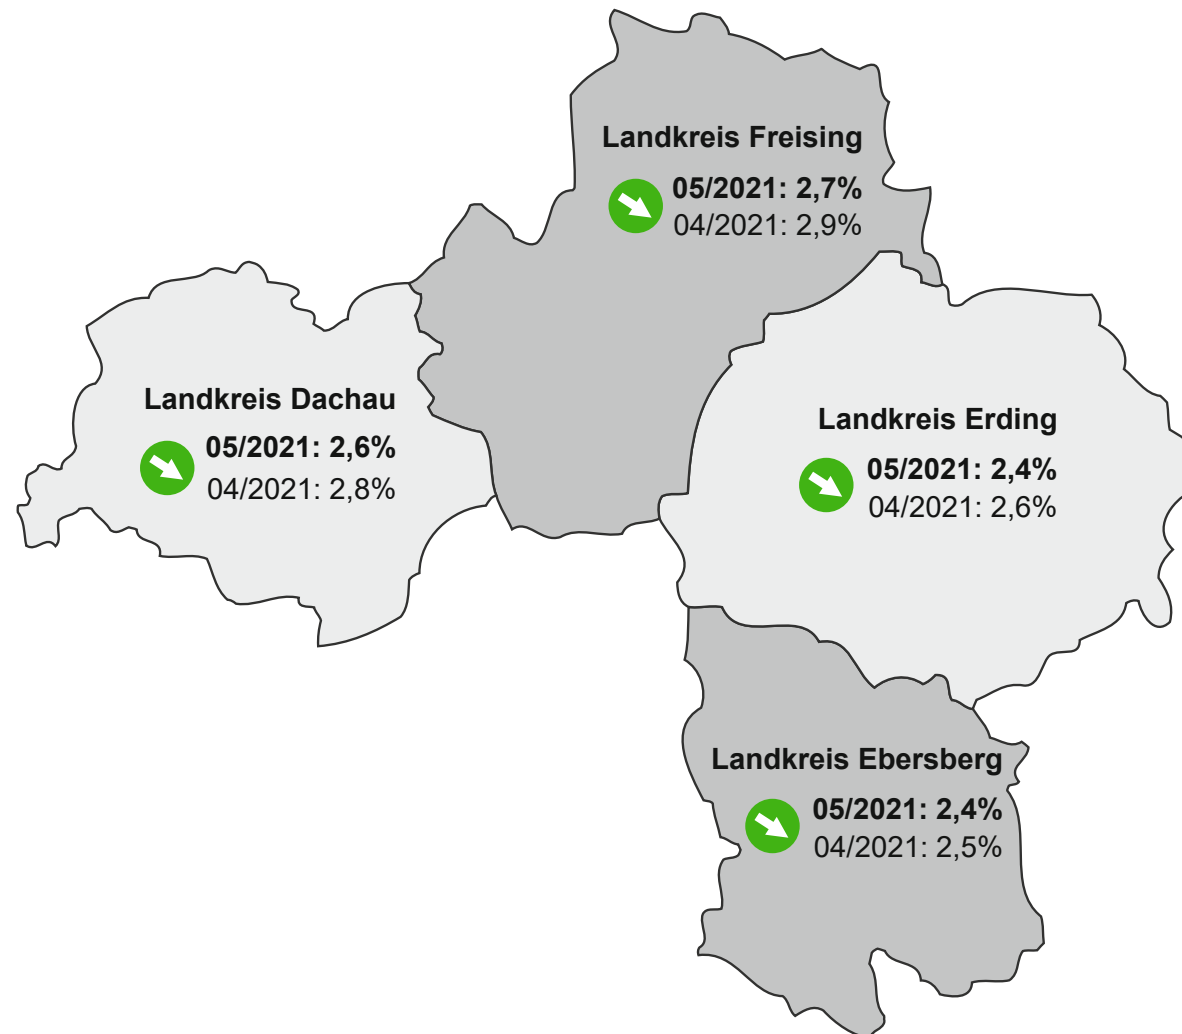 Landkreis Freising
05/2021: 2,7%
04/2021: 2,9%
Landkreis Dachau
05/2021: 2,6%
04/2021: 2,8%
Landkreis Erding
05/2021: 2,4%
04/2021: 2,6%
Landkreis Ebersberg
05/2021: 2,4%
04/2021: 2,5%